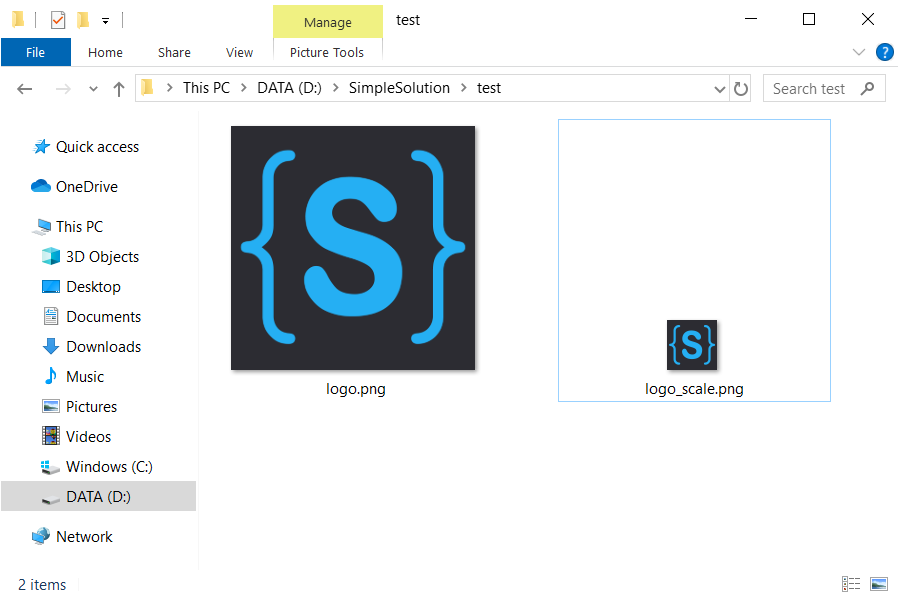 Manage
test
File
Home
Share
View
Picture Tools
?
This PC
DATA (D:)
SimpleSolution
test
Search test
Quick access
OneDrive
This PC
3D Objects
Desktop
Documents
Downloads
Music
Pictures
Videos
Windows (C:)
DATA (D:)
Network
{S}
logo.png
{S}
logo_scale.png
2 items